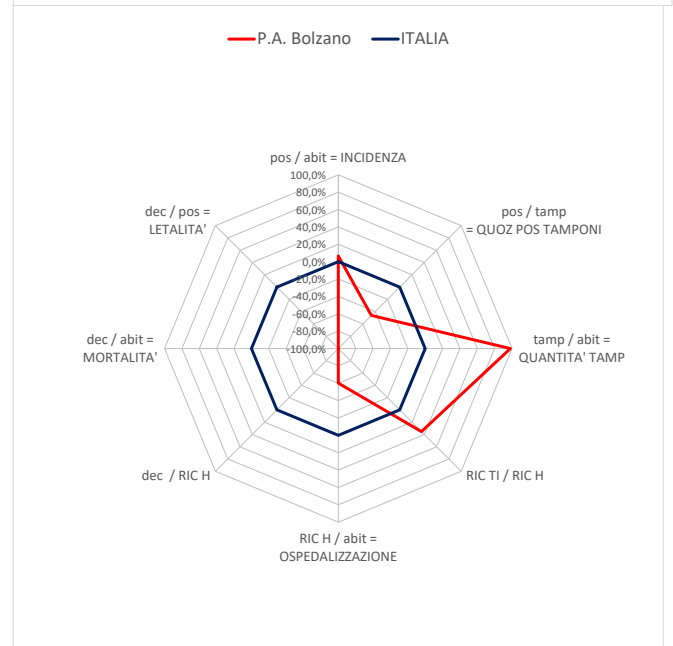 P.A. Bolzano ITALIA
pos / abit = INCIDENZA
100,0%
80,0%
60,0%
40,0%
20,0%
0,0%
-20,0%
-40,0%
-60,0%
-80,0%
-100,0%
pos / tamp
= QUOZ POS TAMPONI
tamp / abit =
QUANTITA' TAMP
RIC TI / RIC H
RIC H / abit =
OSPEDALIZZAZIONE
dec / RIC H
dec / abit =
MORTALITA'
dec / pos =
LETALITA'